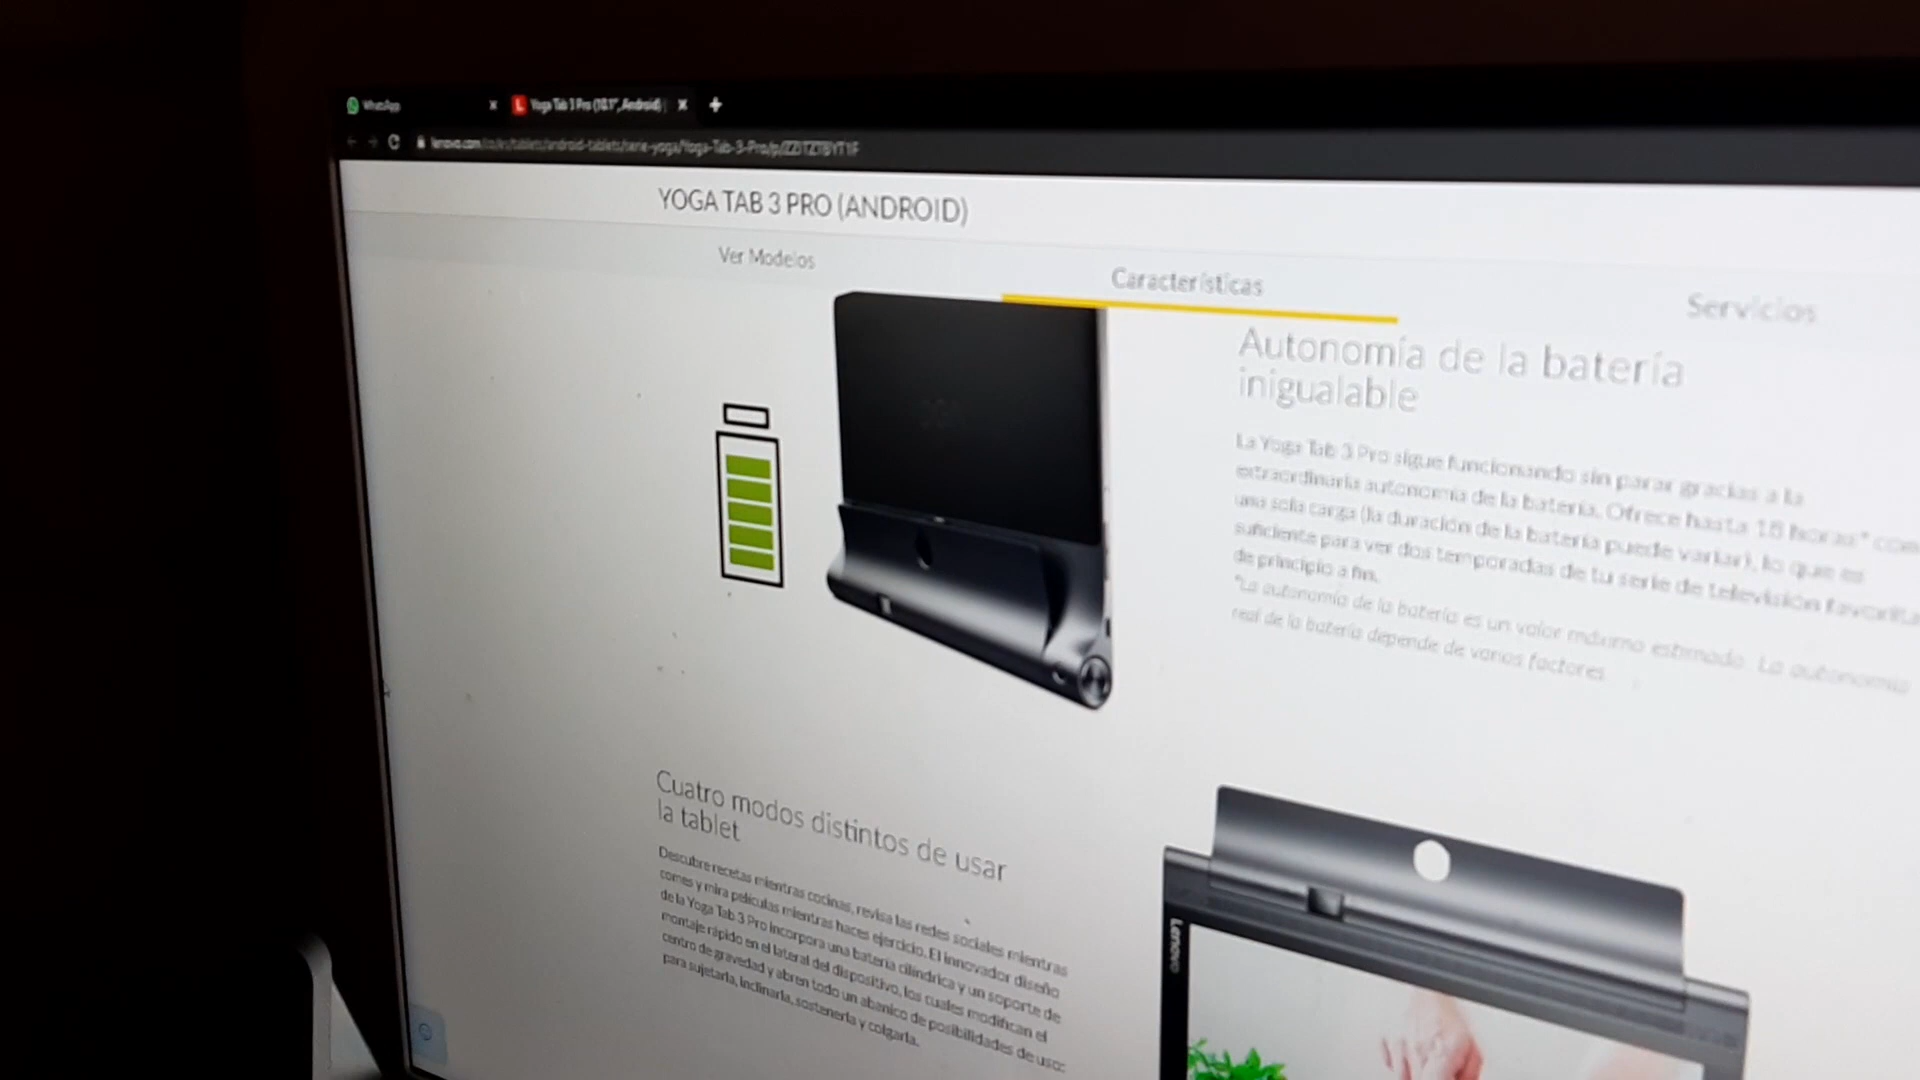 WhatsApp
Yoga Tab 3 Pro (10.1", Android)
YOGA TAB 3 PRO (ANDROID)
Ver Modelos
Características
Servicios
Autonomía de la batería
inigualable
La Yoga Tab 3 Pro sigue funcionando sin parar gracias a la
extraordinaria autonomía de la batería. Ofrece hasta 18 horas* con
una sola carga (la duración de la batería puede variar), lo que es
suficiente para ver dos temporadas de tu serie de televisión favorita
de principio a fin.
*La autonomía de la batería es un valor máximo estimado. La autonomía
real de la batería depende de varios factores.
Cuatro modos distintos de usar
la tablet
Descubre recetas mientras cocinas, revisa las redes sociales mientras
comes y mira películas mientras haces ejercicio. El innovador diseño
de la Yoga Tab 3 Pro incorpora una batería cilíndrica y un soporte de
montaje rápido en el lateral del dispositivo, los cuales modifican el
centro de gravedad y abren todo un abanico de posibilidades de uso:
para sujetarla, inclinarla, sostenerla y colgarla.
Lenovo